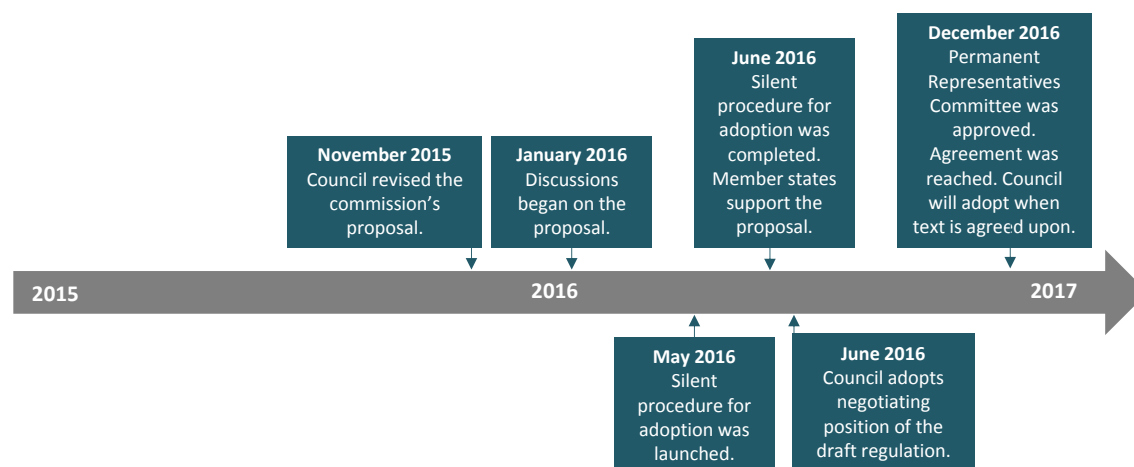 December 2016
Permanent
Representatives
Committee was
approved.
Agreement was
reached. Council
will adopt when
text is agreed upon.
June 2016
Silent
procedure for
adoption was
completed.
Member states
support the
proposal.
November 2015
Council revised the
commission’s
proposal.
January 2016
Discussions
began on the
proposal.
2015
2016
2017
May 2016
Silent
procedure for
adoption was
launched.
June 2016
Council adopts
negotiating
position of the
draft regulation.